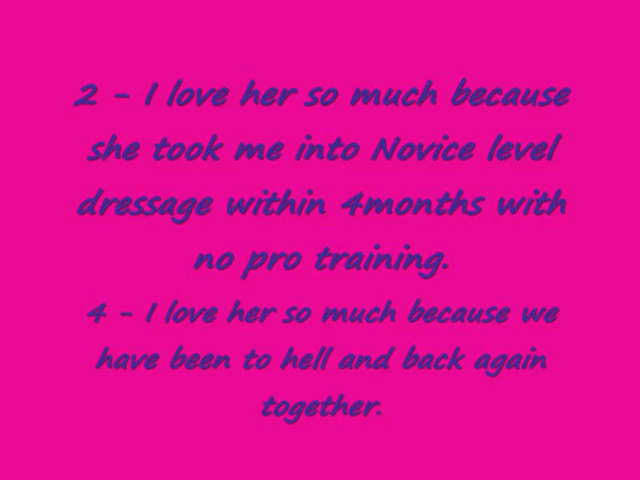 2 - I love her so much because
she took me into Novice level
dressage within 4months with
no pro training.
4 - I love her so much because we
have been to hell and back again
together.